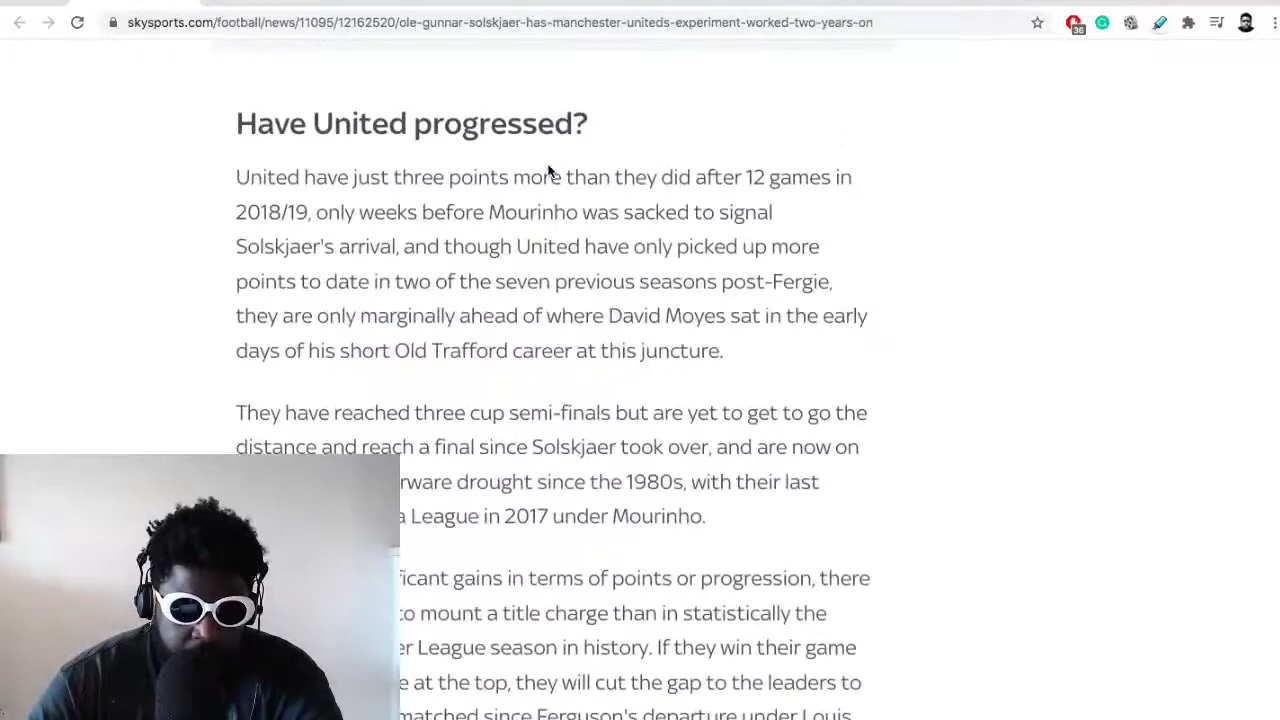 skysports.com/football/news/11095/12162520/ole-gunnar-solskjaer-has-manchester-uniteds-experiment-worked-two-years-on
36
Have United progressed?
United have just three points more than they did after 12 games in
2018/19, only weeks before Mourinho was sacked to signal
Solskjaer's arrival, and though United have only picked up more
points to date in two of the seven previous seasons post-Fergie,
they are only marginally ahead of where David Moyes sat in the early
days of his short Old Trafford career at this juncture.
They have reached three cup semi-finals but are yet to get to go the
distance and reach a final since Solskjaer took over, and are now on
rware drought since the 1980s, with their last
a League in 2017 under Mourinho.
ficant gains in terms of points or progression, there
to mount a title charge than in statistically the
er League season in history. If they win their game
e at the top, they will cut the gap to the leaders to
matched since Ferguson's departure under Louis